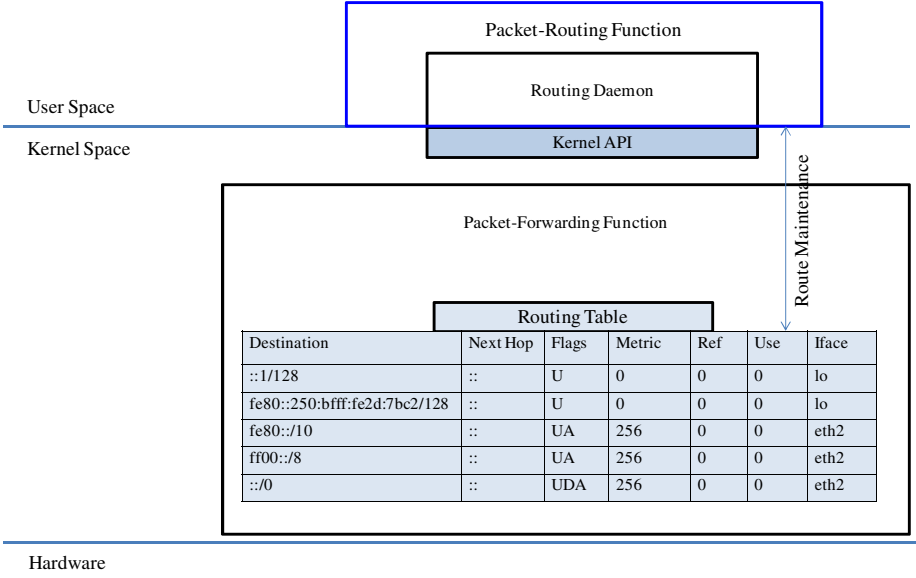 Packet-Routing Function
Routing Daemon
User Space
Kernel Space
Kernel API
Route Maintenance
Packet-Forwarding Function
Routing Table
Destination Next Hop Flags Metric Ref Use Iface
::1/128 :: U 0 0 0 lo
fe80::250:bfff:fe2d:7bc2/128 :: U 0 0 0 lo
fe80::/10 :: UA 256 0 0 eth2
ff00::/8 :: UA 256 0 0 eth2
::/0 :: UDA 256 0 0 eth2
Hardware